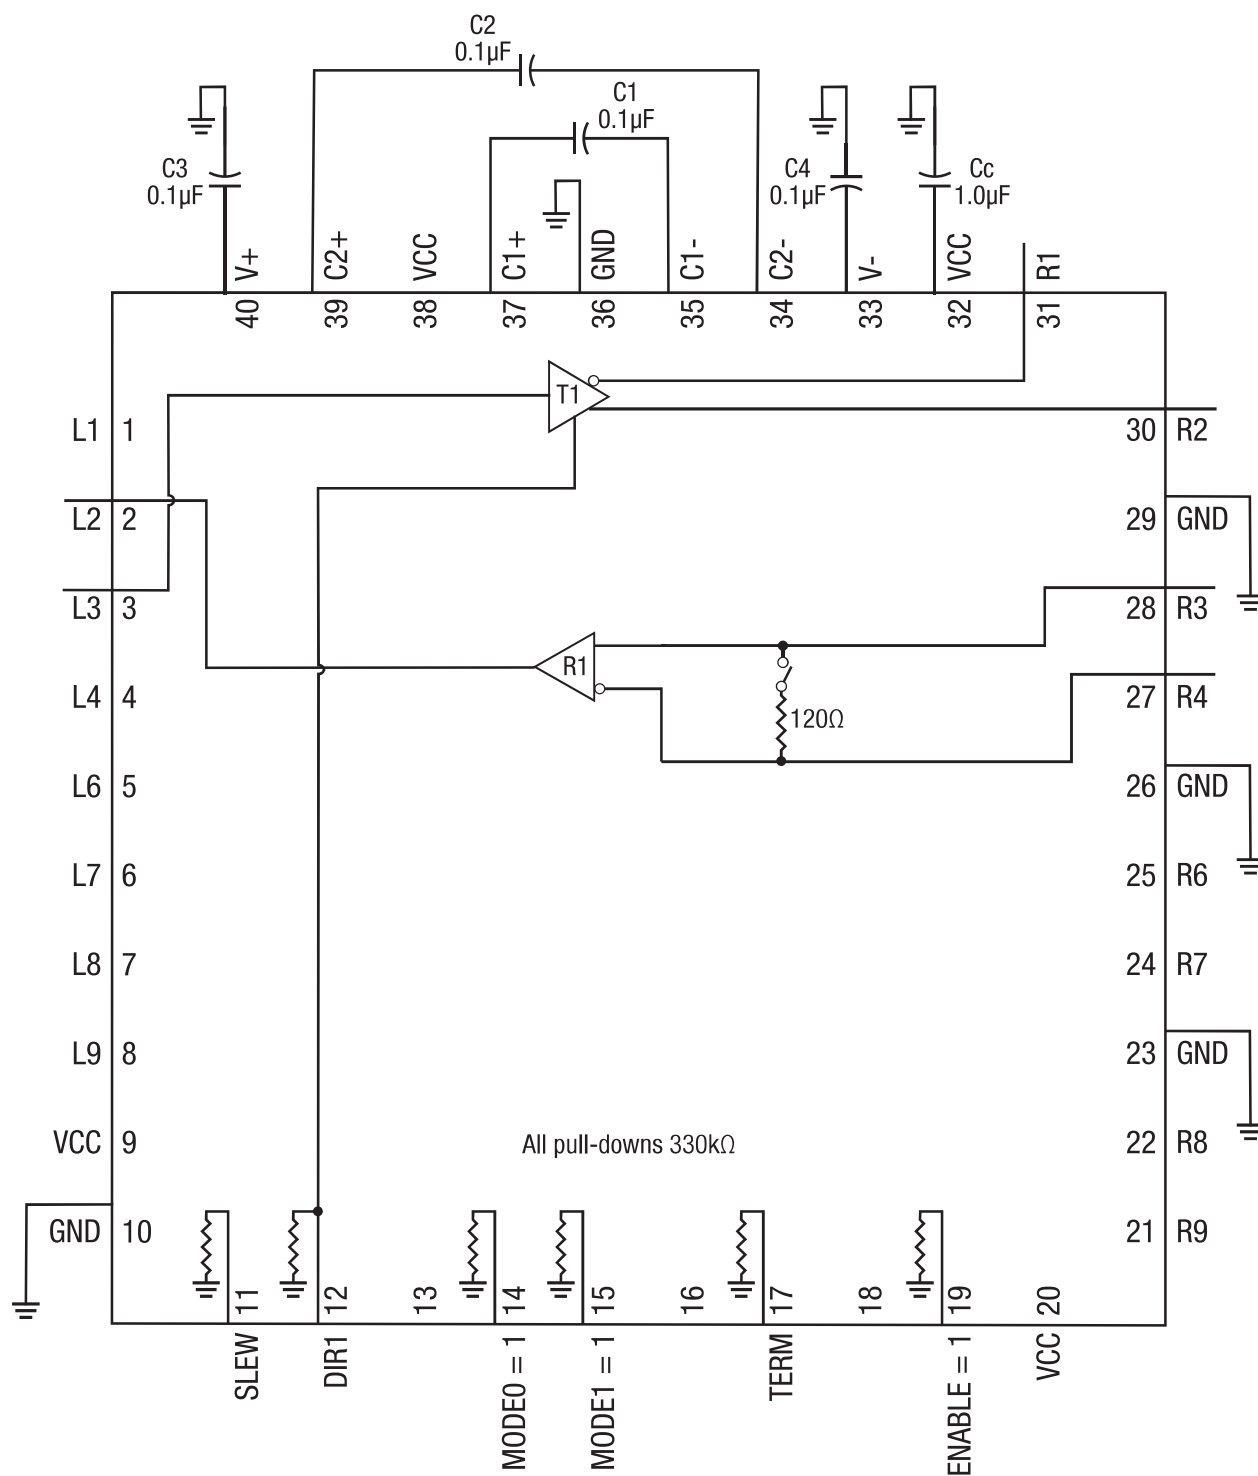 C2
0.1µF
C1
0.1µF
C3
0.1µF
C4
0.1µF
Cc
1.0µF
V+
C2+
VCC
C1+
GND
C1-
C2-
V-
VCC
R1
40
39
38
37
36
35
34
33
32
31
T1
L1 1
30 R2
L2 2
29 GND
L3 3
28 R3
R1
L4 4
27 R4
120Ω
L6 5
26 GND
L7 6
25 R6
L8 7
24 R7
L9 8
23 GND
VCC 9
All pull-downs 330kΩ
22 R8
GND 10
21 R9
11
12
13
14
15
16
17
18
19
20
SLEW
DIR1
MODE0 = 1
MODE1 = 1
TERM
ENABLE = 1
VCC